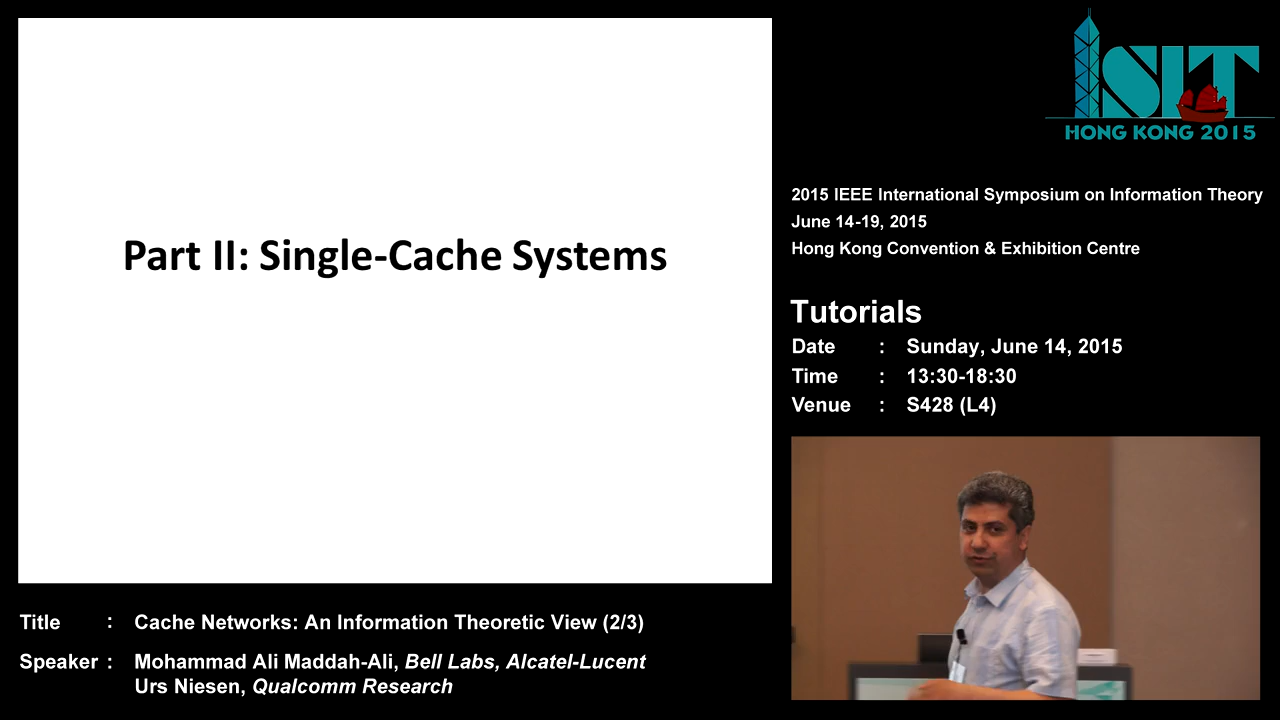 Part II: Single-Cache Systems
ISIT
HONG KONG 2015
2015 IEEE International Symposium on Information Theory
June 14-19, 2015
Hong Kong Convention & Exhibition Centre
Tutorials
Date : Sunday, June 14, 2015
Time : 13:30-18:30
Venue : S428 (L4)
Title : Cache Networks: An Information Theoretic View (2/3)
Speaker : Mohammad Ali Maddah-Ali, Bell Labs, Alcatel-Lucent
Urs Niesen, Qualcomm Research